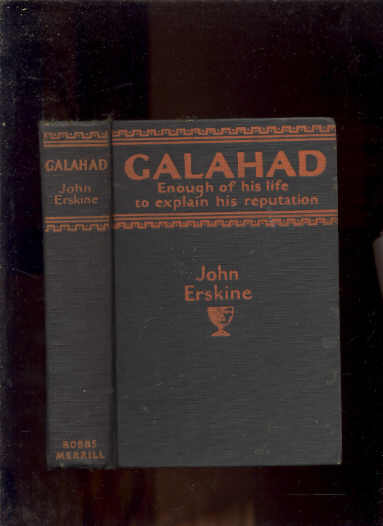 GALAHAD
John
Erskine
BOBBS
MERRILL
GALAHAD
Enough of his life
to explain his reputation
John
Erskine